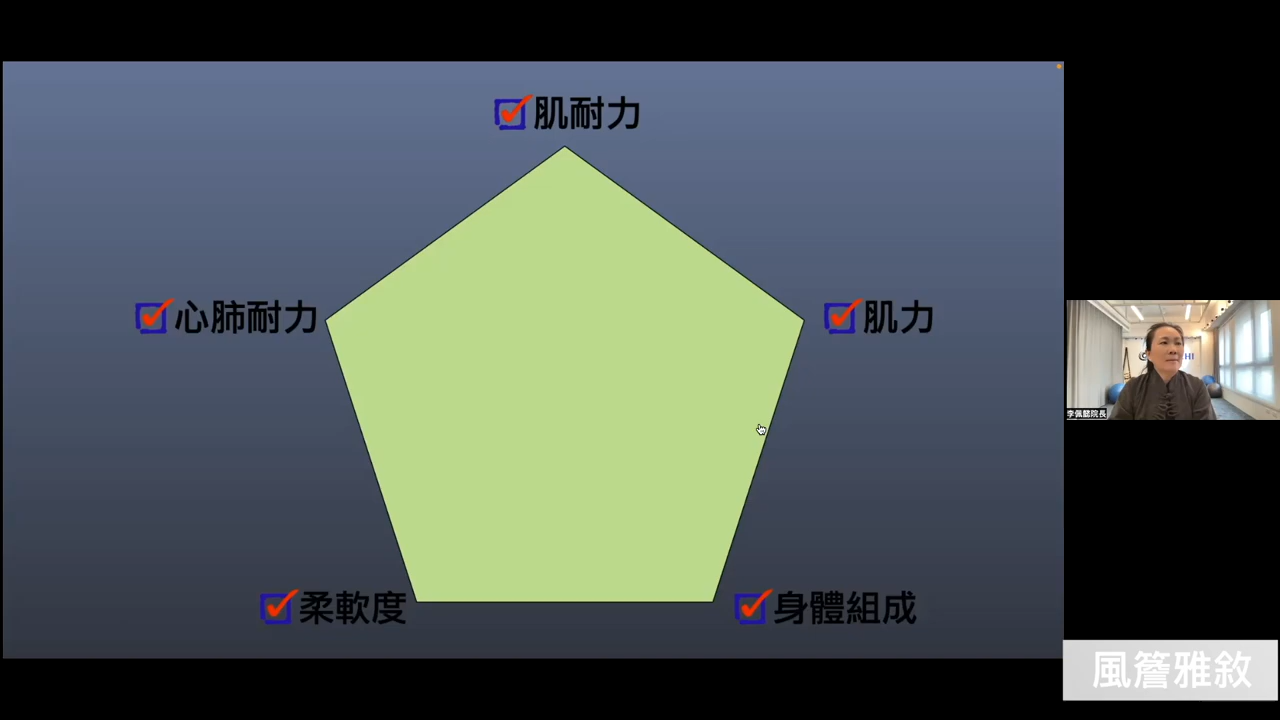 肌耐力
心肺耐力
肌力
柔軟度
身體組成
李佩懿院長
風簷雅敘